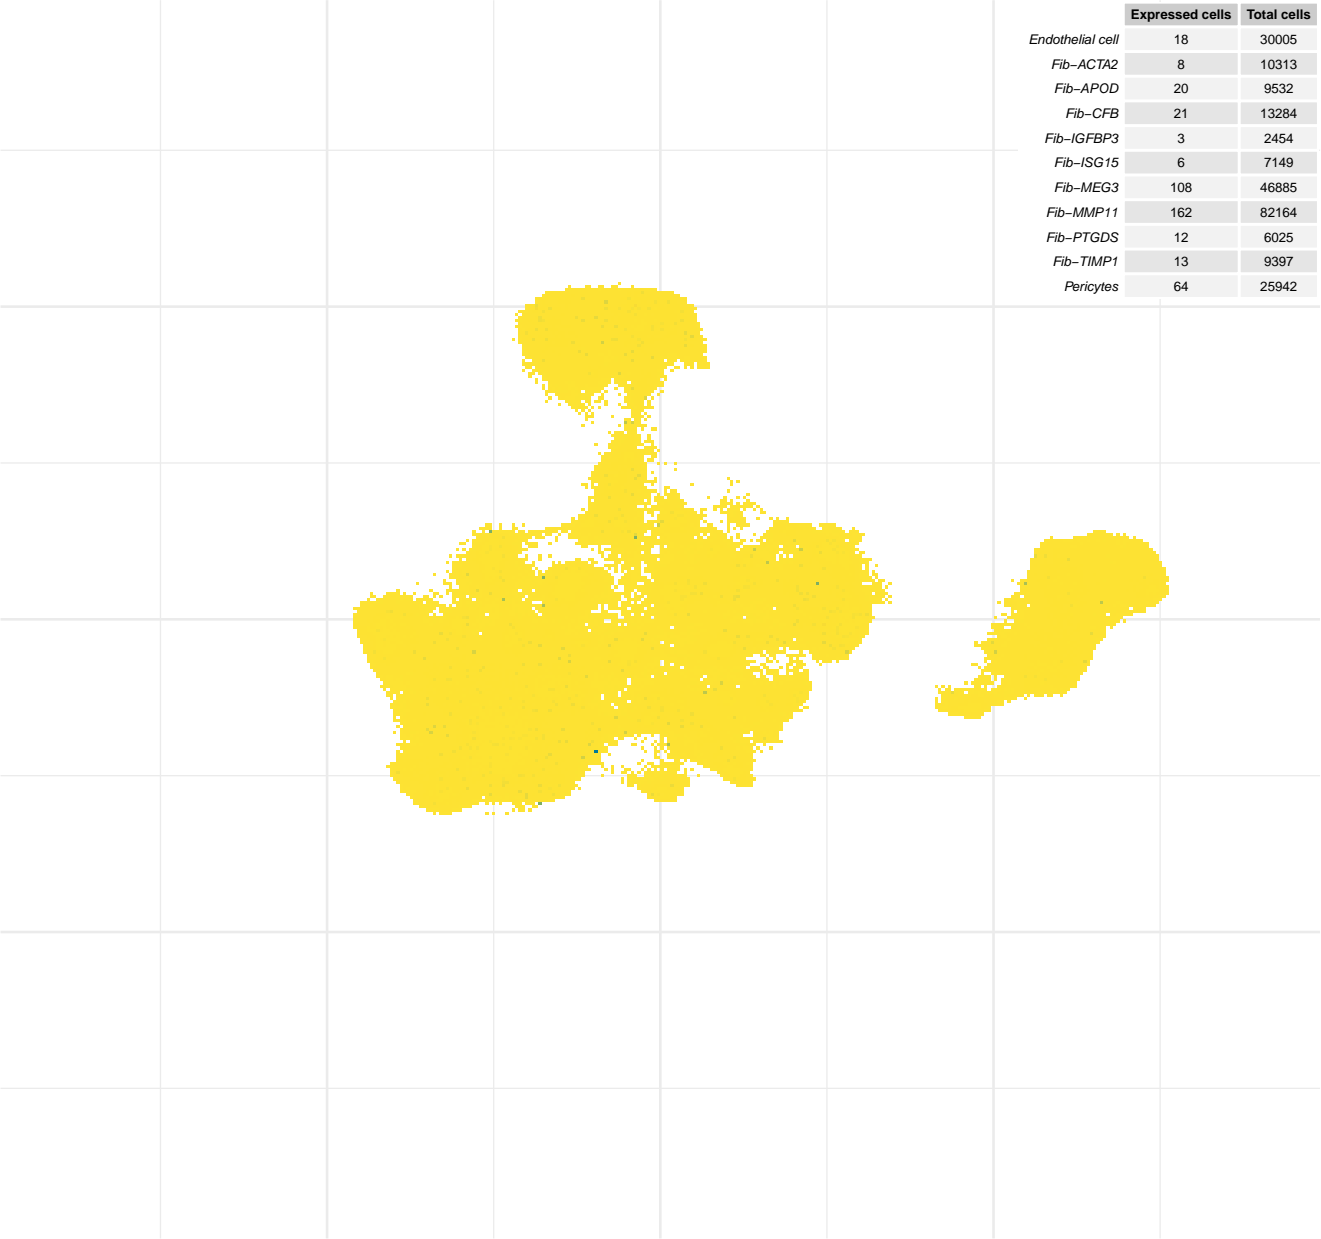 Expressed cells Total cells
Endothelial cell 18 30005
Fib−ACTA2 8 10313
Fib−APOD 20 9532
Fib−CFB 21 13284
Fib−IGFBP3 3 2454
Fib−ISG15 6 7149
Fib−MEG3 108 46885
Fib−MMP11 162 82164
Fib−PTGDS 12 6025
Fib−TIMP1 13 9397
Pericytes 64 25942